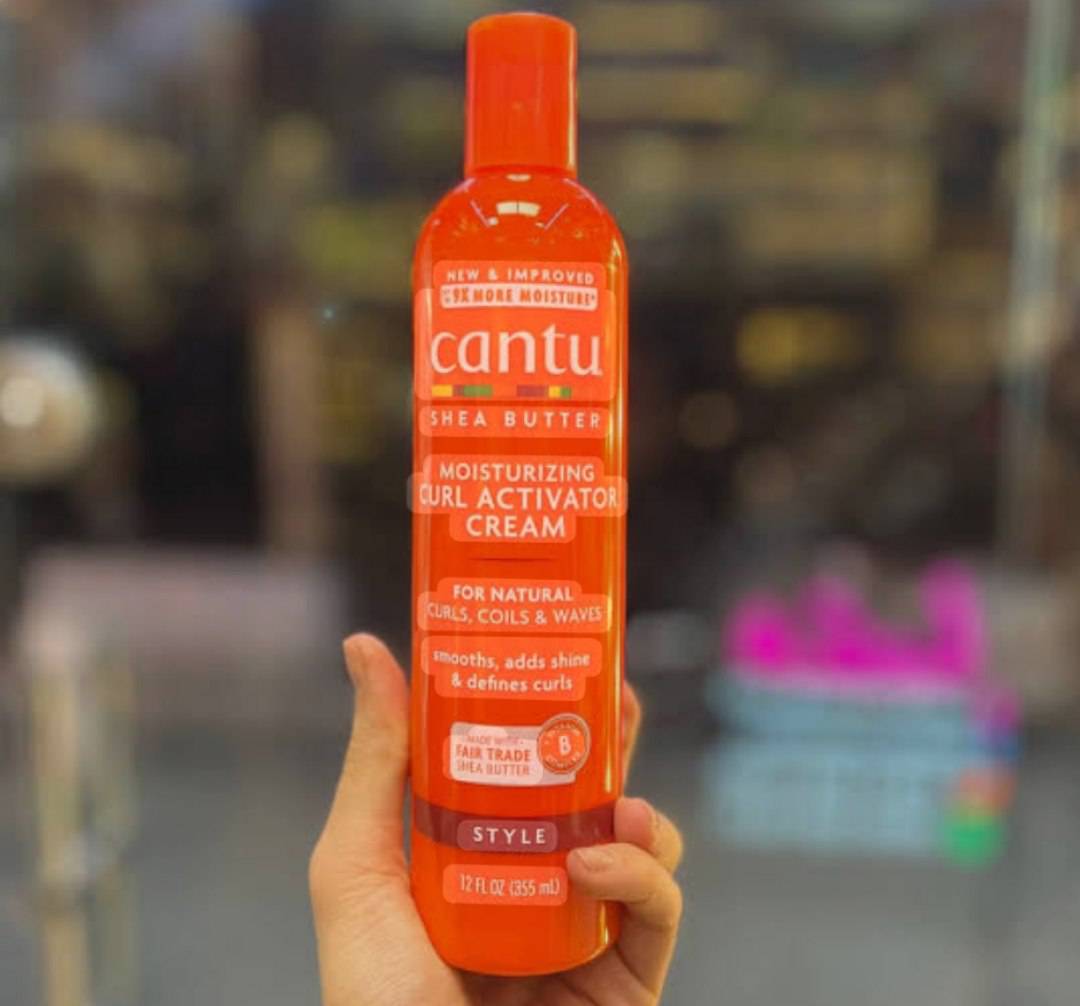 NEW & IMPROVED
9X MORE MOISTURE*
cantu
SHEA BUTTER
MOISTURIZING
CURL ACTIVATOR
CREAM
FOR NATURAL
CURLS, COILS & WAVES
smooths, adds shine
& defines curls
MADE WITH
FAIR TRADE
SHEA BUTTER
B
STYLE
12 FL OZ (355 mL)